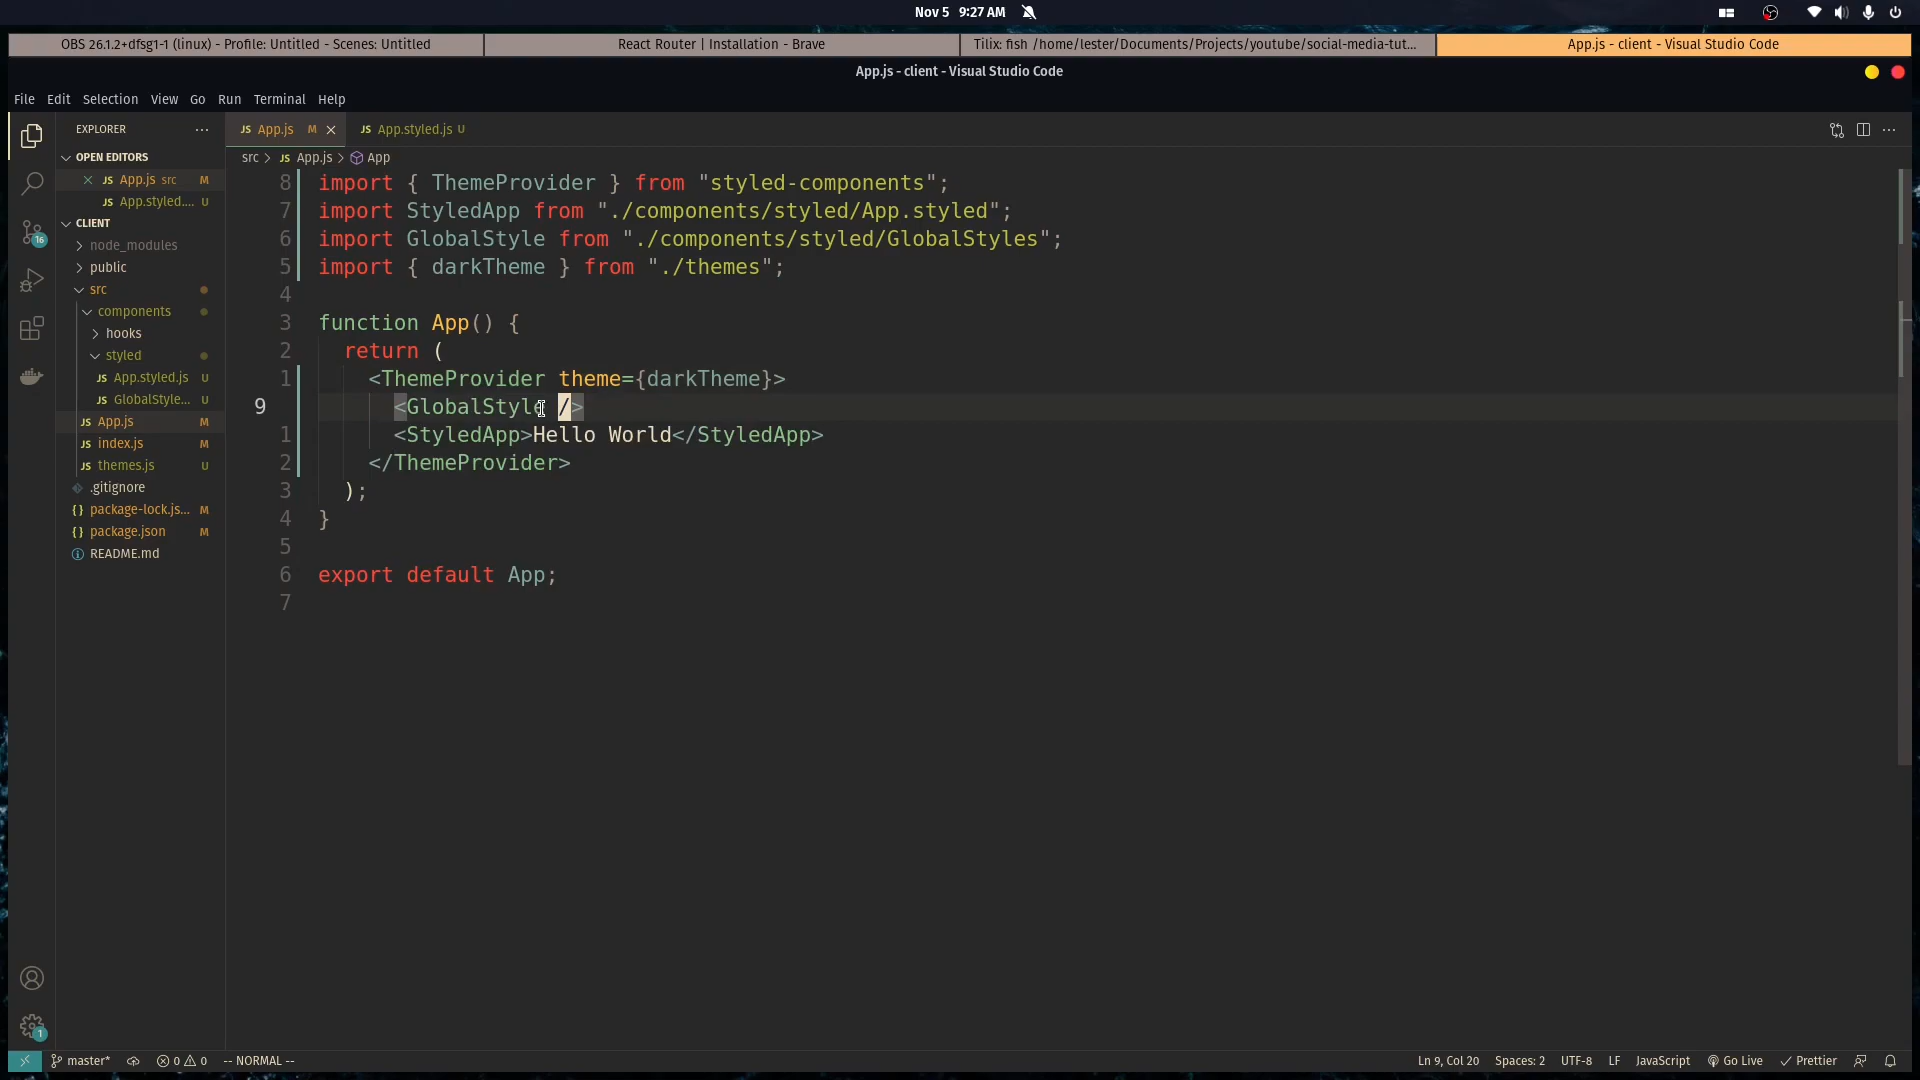 Nov 5 9:27 AM
OBS 26.1.2+dfsg1-1 (linux) - Profile: Untitled - Scenes: Untitled
React Router | Installation - Brave
Tilix: fish /home/lester/Documents/Projects/youtube/social-media-tut...
App.js - client - Visual Studio Code
App.js - client - Visual Studio Code
File Edit Selection View Go Run Terminal Help
EXPLORER
JS App.js M
JS App.styled.js U
OPEN EDITORS
src > JS App.js > App
JS App.js src M
JS App.styled.... U
CLIENT
node_modules
public
src
components
hooks
styled
JS App.styled.js U
JS GlobalStyle... U
JS App.js M
JS index.js M
JS themes.js U
.gitignore
{} package-lock.js... M
{} package.json M
README.md
16
1
8 import { ThemeProvider } from "styled-components";
7 import StyledApp from "./components/styled/App.styled";
6 import GlobalStyle from "./components/styled/GlobalStyles";
5 import { darkTheme } from "./themes";
4
3 function App() {
2 return (
1 <ThemeProvider theme={darkTheme}>
9 <GlobalStyle />
1 <StyledApp>Hello World</StyledApp>
2 </ThemeProvider>
3 );
4 }
5
6 export default App;
7
master* 0 0 -- NORMAL --
Ln 9, Col 20 Spaces: 2 UTF-8 LF JavaScript Go Live Prettier